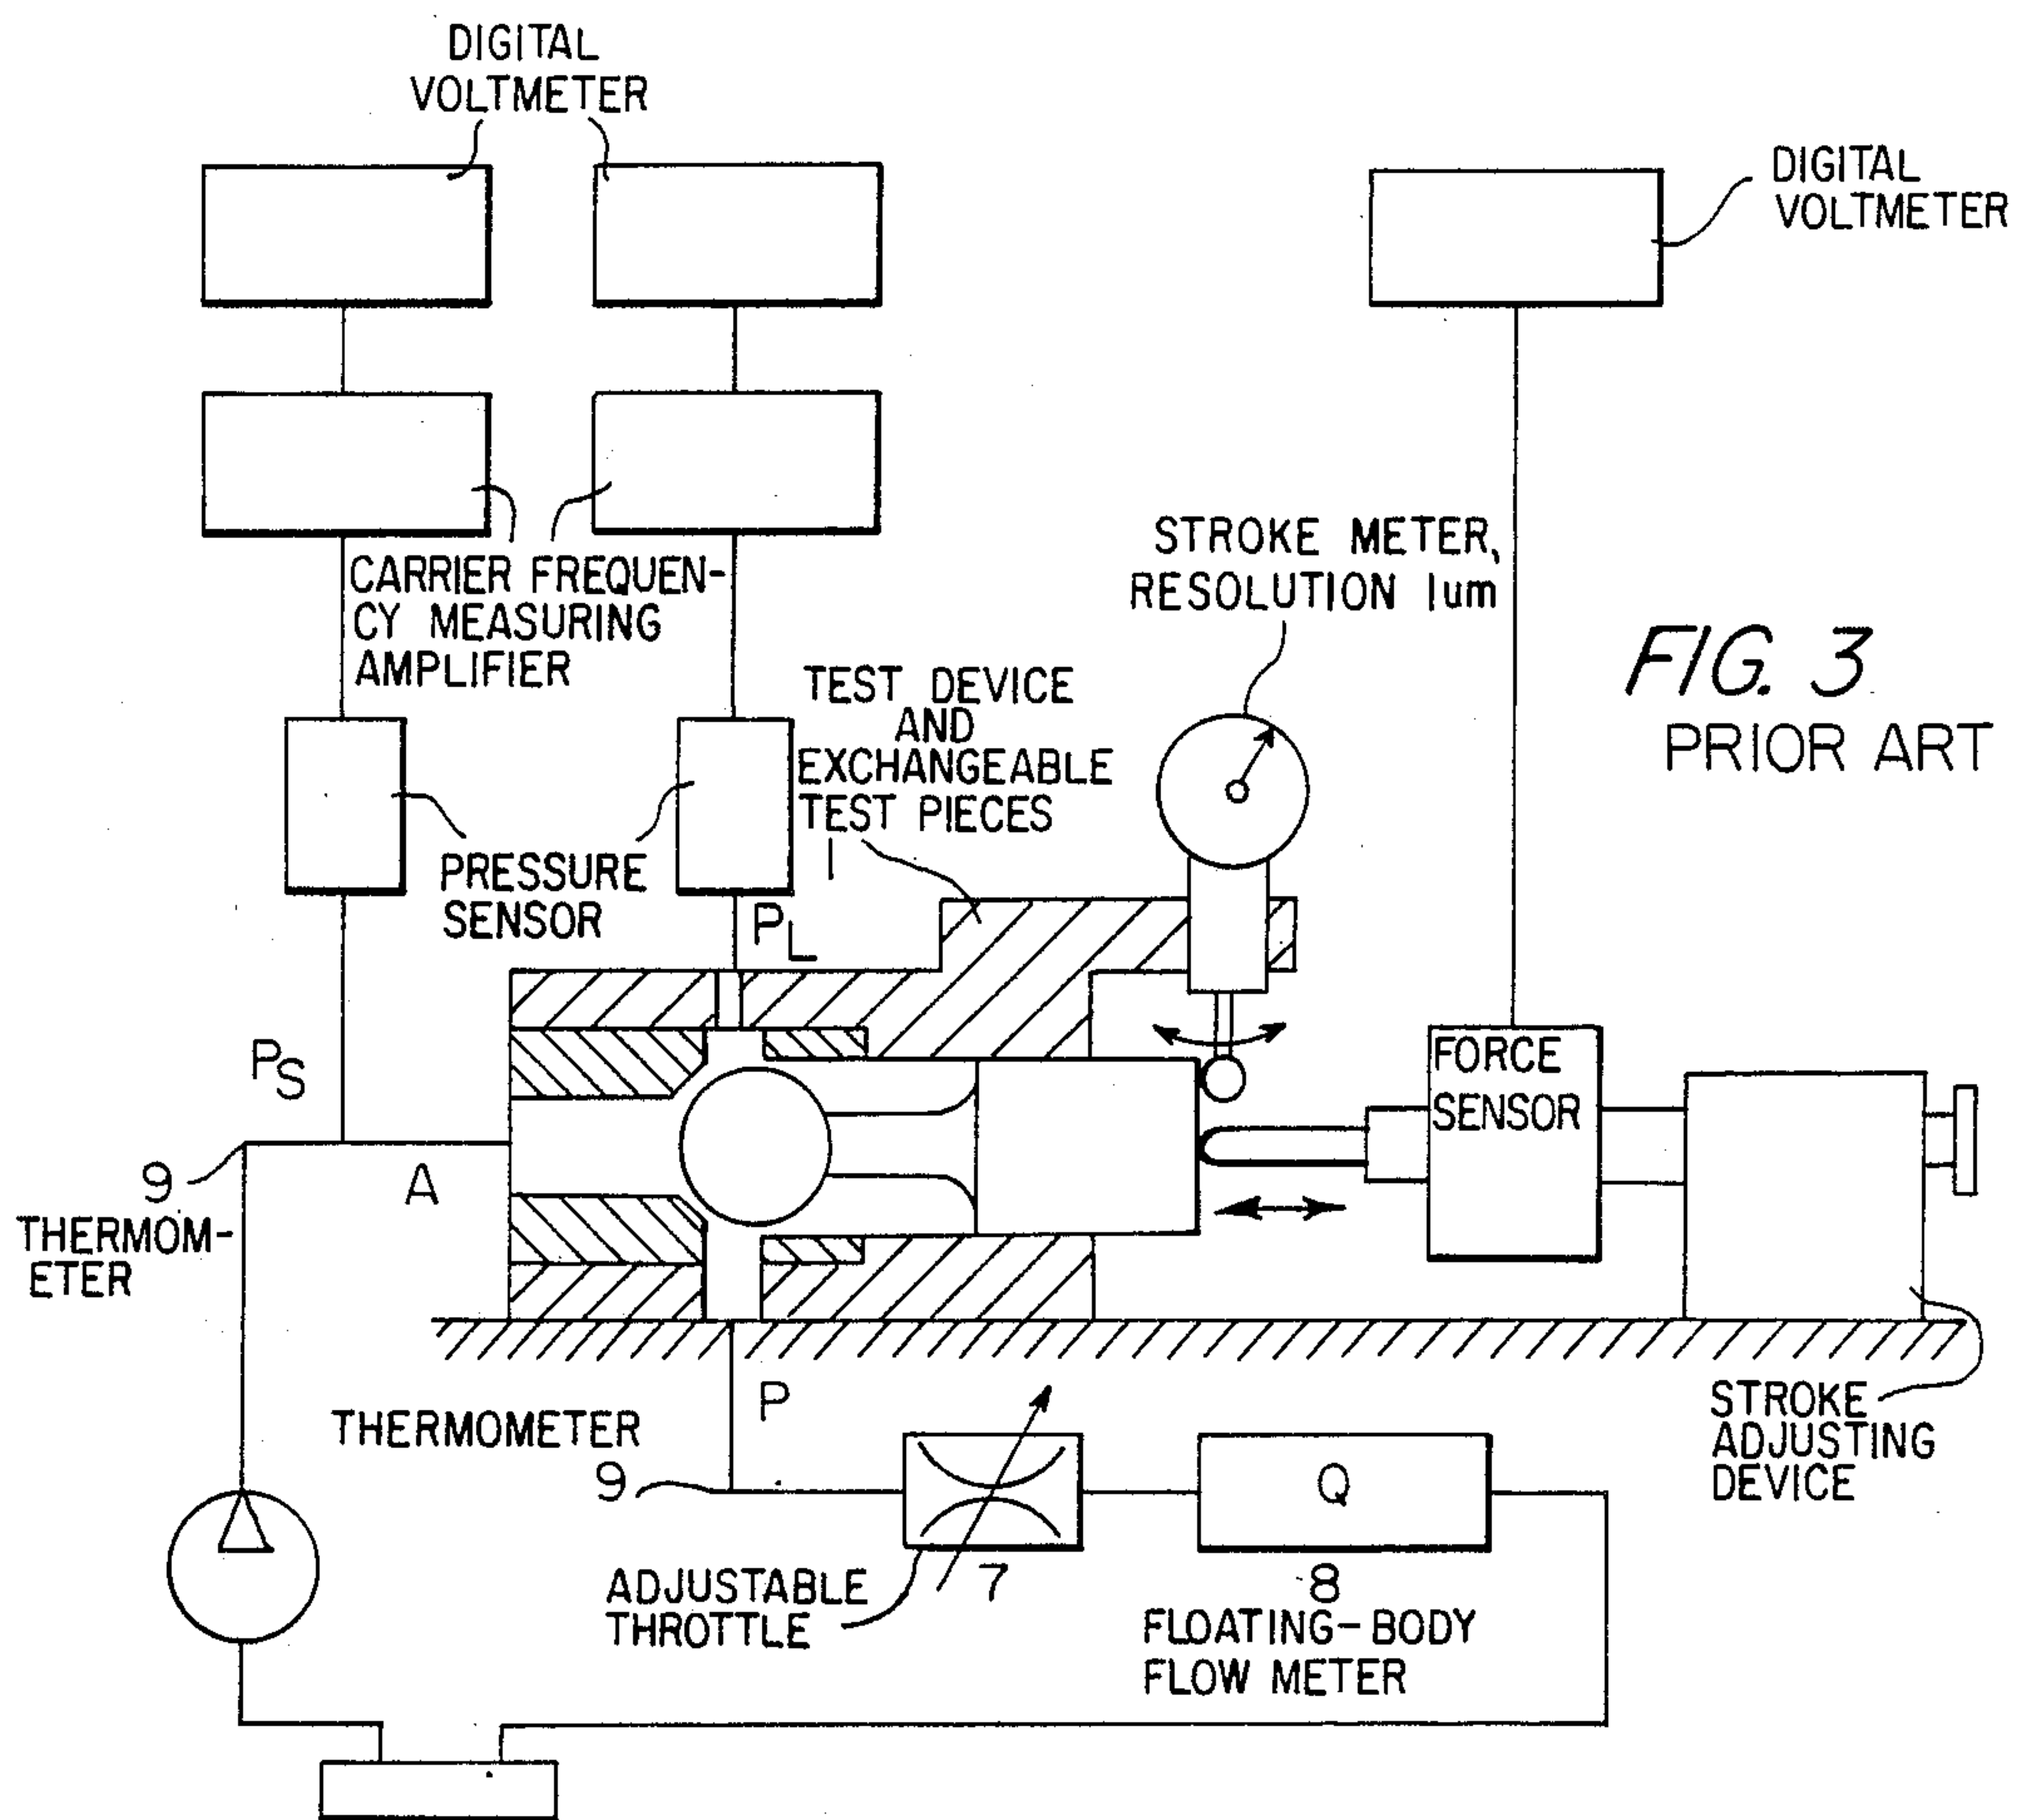 DIGITAL
VOLTMETER
DIGITAL
VOLTMETER
CARRIER FREQUEN-
CY MEASURING
AMPLIFIER
STROKE METER,
RESOLUTION 1um
FIG. 3
PRIOR ART
TEST DEVICE
AND
EXCHANGEABLE
TEST PIECES
1
PRESSURE
SENSOR
PL
PS
FORCE
SENSOR
9
A
THERMOM-
ETER
P
THERMOMETER
9
STROKE
ADJUSTING
DEVICE
Q
7
8
ADJUSTABLE
THROTTLE
FLOATING-BODY
FLOW METER